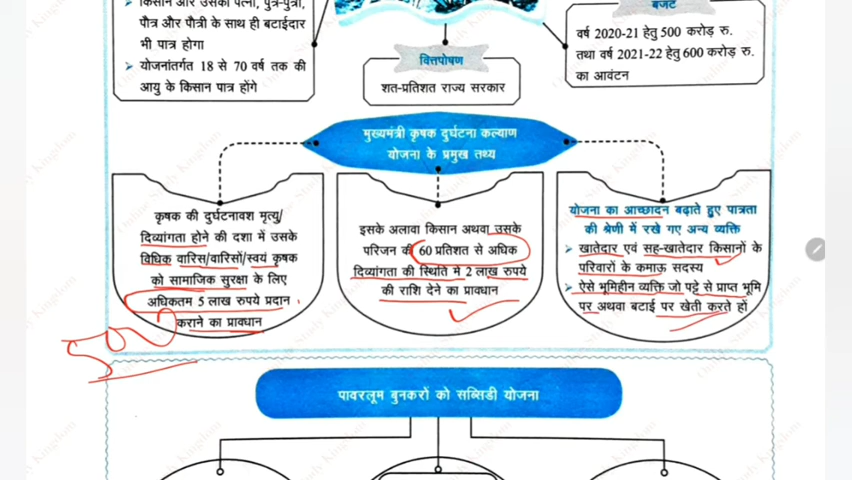 किसान और उसकी पत्नी, पुत्र-पुत्री,
पौत्र और पौत्री के साथ ही बटाईदार
भी पात्र होगा
योजनांतर्गत 18 से 70 वर्ष तक की
आयु के किसान पात्र होंगे
वित्तपोषण
शत-प्रतिशत राज्य सरकार
बजट
वर्ष 2020-21 हेतु 500 करोड़ रु.
तथा वर्ष 2021-22 हेतु 600 करोड़ रु.
का आवंटन
मुख्यमंत्री कृषक दुर्घटना कल्याण
योजना के प्रमुख तथ्य
कृषक की दुर्घटनावश मृत्यु/
दिव्यांगता होने की दशा में उसके
विधिक वारिस/वारिसों/स्वयं कृषक
को सामाजिक सुरक्षा के लिए
अधिकतम 5 लाख रुपये प्रदान
कराने का प्रावधान
इसके अलावा किसान अथवा उसके
परिजन की 60 प्रतिशत से अधिक
दिव्यांगता की स्थिति में 2 लाख रुपये
की राशि देने का प्रावधान
योजना का आच्छादन बढ़ाते हुए पात्रता
की श्रेणी में रखे गए अन्य व्यक्ति
खातेदार एवं सह-खातेदार किसानों के
परिवारों के कमाऊ सदस्य
ऐसे भूमिहीन व्यक्ति जो पट्टे से प्राप्त भूमि
पर अथवा बटाई पर खेती करते हों
पावरलूम बुनकरों को सब्सिडी योजना